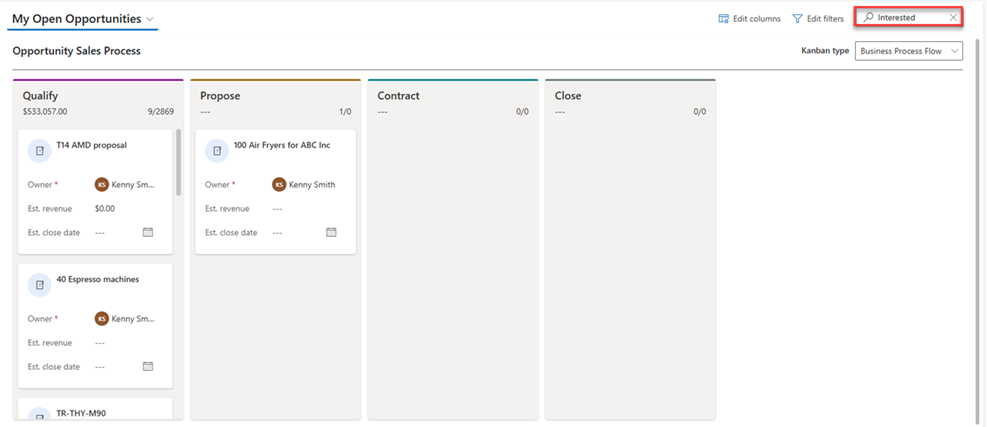 My Open Opportunities
Edit columns
Edit filters
Interested
Opportunity Sales Process
Kanban type
Business Process Flow
Qualify
$533,057.00
9/2869
T14 AMD proposal
Owner *
KS
Kenny Sm...
Est. revenue
$0.00
Est. close date
---
40 Espresso machines
Owner *
KS
Kenny Sm...
Est. revenue
---
Est. close date
---
TR-THY-M90
Propose
---
1/0
100 Air Fryers for ABC Inc
Owner *
KS
Kenny Smith
Est. revenue
---
Est. close date
---
Contract
---
0/0
Close
---
0/0